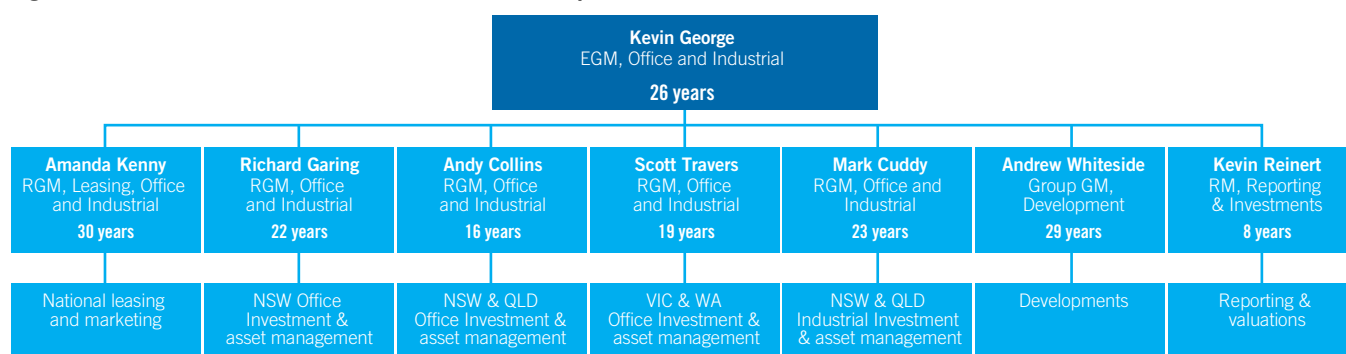 Kevin George
EGM, Office and Industrial
26 years
Amanda Kenny
RGM, Leasing, Office
and Industrial
30 years
Richard Garing
RGM, Office
and Industrial
22 years
Andy Collins
RGM, Office
and Industrial
16 years
Scott Travers
RGM, Office
and Industrial
19 years
Mark Cuddy
RGM, Office and
Industrial
23 years
Andrew Whiteside
Group GM,
Development
29 years
Kevin Reinert
RM, Reporting
& Investments
8 years
National leasing
and marketing
NSW Office
Investment &
asset management
NSW & QLD
Office Investment &
asset management
VIC & WA
Office Investment &
asset management
NSW & QLD
Industrial Investment
& asset management
Developments
Reporting &
valuations